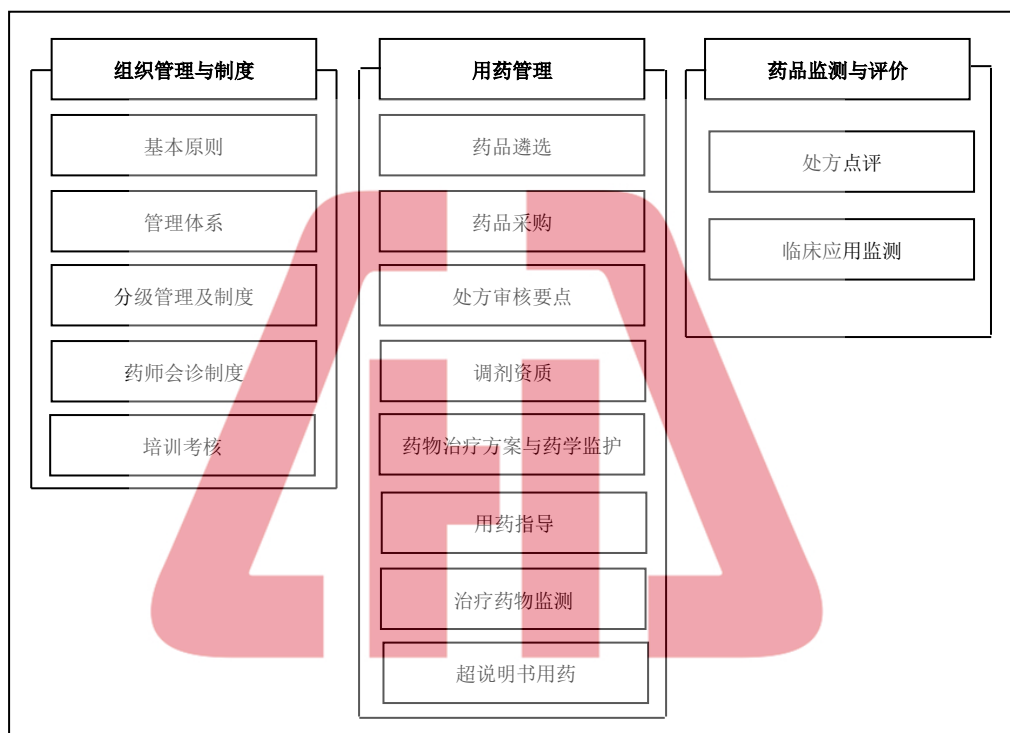 组织管理与制度
基本原则
管理体系
分级管理及制度
药师会诊制度
培训考核
用药管理
药品遴选
药品采购
处方审核要点
调剂资质
药物治疗方案与药学监护
用药指导
治疗药物监测
超说明书用药
药品监测与评价
处方点评
临床应用监测